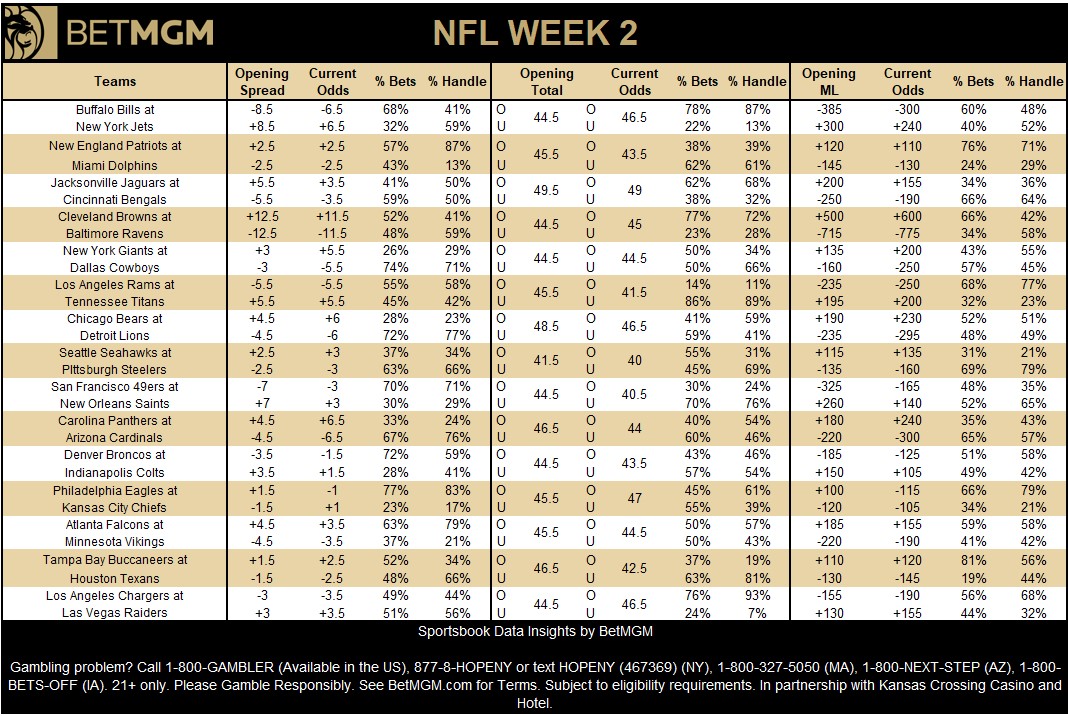 BETMGM NFL WEEK 2
Teams Opening Spread Current Odds % Bets % Handle Opening Total Current Odds % Bets % Handle Opening ML Current Odds % Bets % Handle
Buffalo Bills at -8.5 -6.5 68% 41% O 44.5 O 46.5 78% 87% -385 -300 60% 48%
New York Jets +8.5 +6.5 32% 59% U U 22% 13% +300 +240 40% 52%
New England Patriots at +2.5 +2.5 57% 87% O 45.5 O 43.5 38% 39% +120 +110 76% 71%
Miami Dolphins -2.5 -2.5 43% 13% U U 62% 61% -145 -130 24% 29%
Jacksonville Jaguars at +5.5 +3.5 41% 50% O 49.5 O 49 62% 68% +200 +155 34% 36%
Cincinnati Bengals -5.5 -3.5 59% 50% U U 38% 32% -250 -190 66% 64%
Cleveland Browns at +12.5 +11.5 52% 41% O 44.5 O 45 77% 72% +500 +600 66% 42%
Baltimore Ravens -12.5 -11.5 48% 59% U U 23% 28% -715 -775 34% 58%
New York Giants at +3 +5.5 26% 29% O 44.5 O 44.5 50% 34% +135 +200 43% 55%
Dallas Cowboys -3 -5.5 74% 71% U U 50% 66% -160 -250 57% 45%
Los Angeles Rams at -5.5 -5.5 55% 58% O 45.5 O 41.5 14% 11% -235 -250 68% 77%
Tennessee Titans +5.5 +5.5 45% 42% U U 86% 89% +195 +200 32% 23%
Chicago Bears at +4.5 +6 28% 23% O 48.5 O 46.5 41% 59% +190 +230 52% 51%
Detroit Lions -4.5 -6 72% 77% U U 59% 41% -235 -295 48% 49%
Seattle Seahawks at +2.5 +3 37% 34% O 41.5 O 40 55% 31% +115 +135 31% 21%
PIttsburgh Steelers -2.5 -3 63% 66% U U 45% 69% -135 -160 69% 79%
San Francisco 49ers at -7 -3 70% 71% O 44.5 O 40.5 30% 24% -325 -165 48% 35%
New Orleans Saints +7 +3 30% 29% U U 70% 76% +260 +140 52% 65%
Carolina Panthers at +4.5 +6.5 33% 24% O 46.5 O 44 40% 54% +180 +240 35% 43%
Arizona Cardinals -4.5 -6.5 67% 76% U U 60% 46% -220 -300 65% 57%
Denver Broncos at -3.5 -1.5 72% 59% O 44.5 O 43.5 43% 46% -185 -125 51% 58%
Indianapolis Colts +3.5 +1.5 28% 41% U U 57% 54% +150 +105 49% 42%
Philadelphia Eagles at +1.5 -1 77% 83% O 45.5 O 47 45% 61% +100 -115 66% 79%
Kansas City Chiefs -1.5 +1 23% 17% U U 55% 39% -120 -105 34% 21%
Atlanta Falcons at +4.5 +3.5 63% 79% O 45.5 O 44.5 50% 57% +185 +155 59% 58%
Minnesota Vikings -4.5 -3.5 37% 21% U U 50% 43% -220 -190 41% 42%
Tampa Bay Buccaneers at +1.5 +2.5 52% 34% O 46.5 O 42.5 37% 19% +110 +120 81% 56%
Houston Texans -1.5 -2.5 48% 66% U U 63% 81% -130 -145 19% 44%
Los Angeles Chargers at -3 -3.5 49% 44% O 44.5 O 46.5 76% 93% -155 -190 56% 68%
Las Vegas Raiders +3 +3.5 51% 56% U U 24% 7% +130 +155 44% 32%
Sportsbook Data Insights by BetMGM
Gambling problem? Call 1-800-GAMBLER (Available in the US), 877-8-HOPENY or text HOPENY (467369) (NY), 1-800-327-5050 (MA), 1-800-NEXT-STEP (AZ), 1-800-
BETS-OFF (IA). 21+ only. Please Gamble Responsibly. See BetMGM.com for Terms. Subject to eligibility requirements. In partnership with Kansas Crossing Casino and
Hotel.